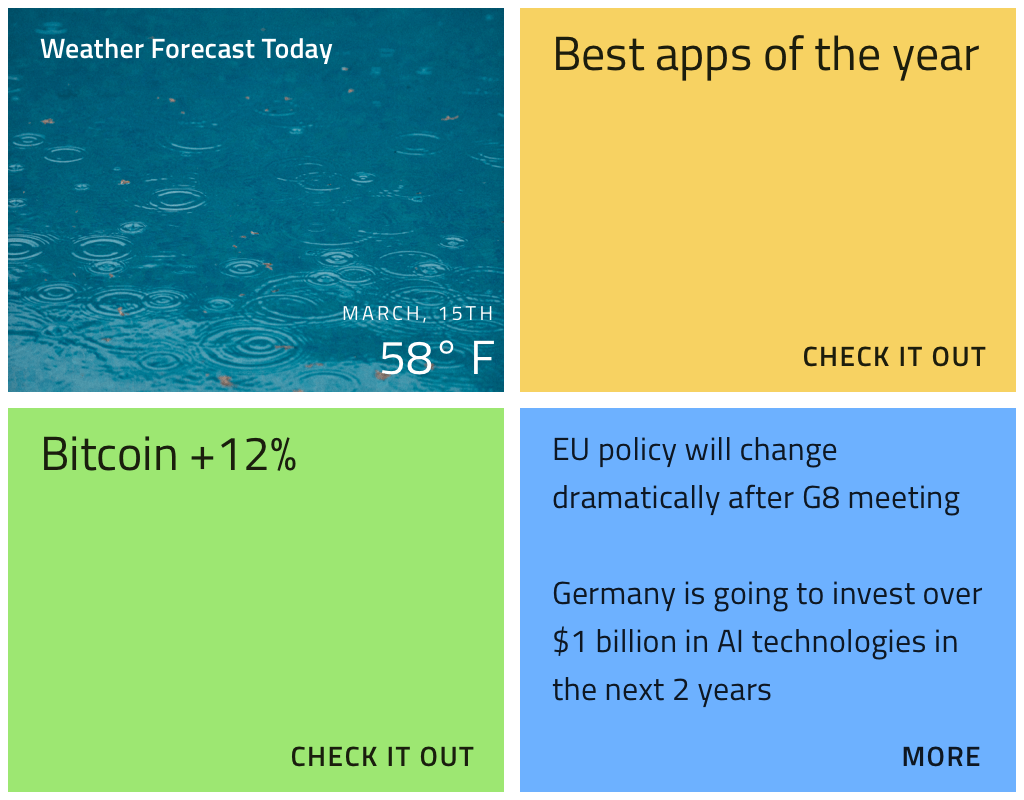 Weather Forecast Today
MARCH, 15TH
58° F
Best apps of the year
CHECK IT OUT
Bitcoin +12%
CHECK IT OUT
EU policy will change
dramatically after G8 meeting
Germany is going to invest over
$1 billion in AI technologies in
the next 2 years
MORE